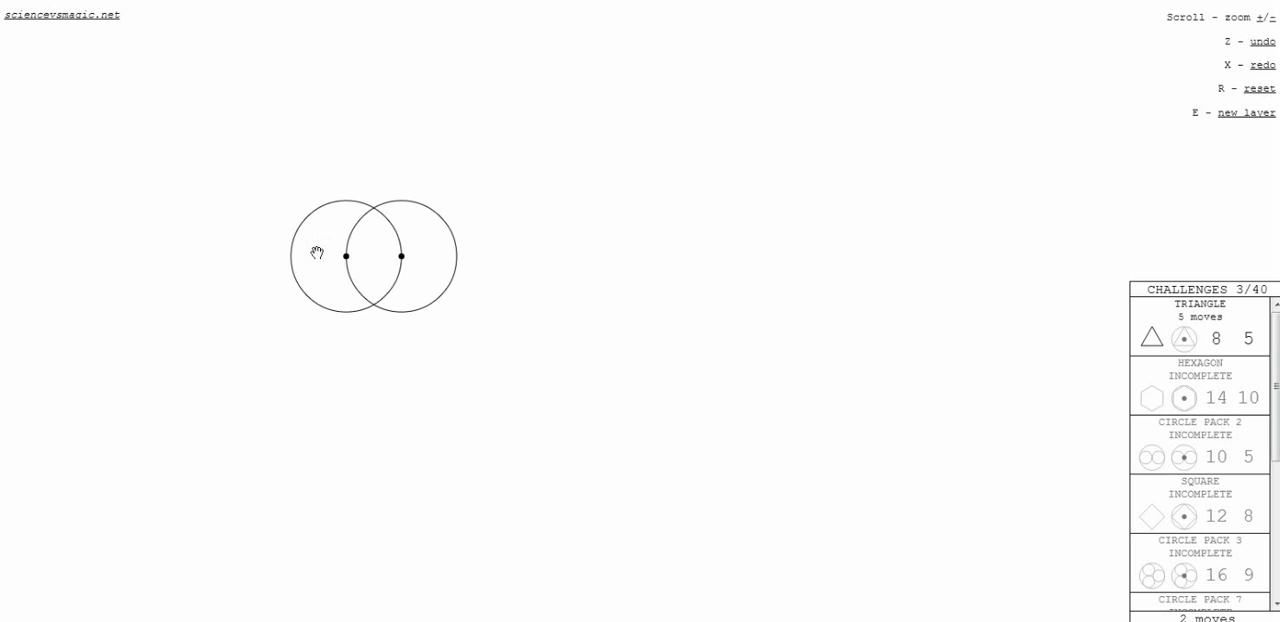 sciencevsmagic.net
Scroll - zoom +/-
Z - undo
X - redo
R - reset
E - new layer
CHALLENGES 3/40
TRIANGLE
5 moves
8 5
HEXAGON
INCOMPLETE
14 10
CIRCLE PACK 2
INCOMPLETE
10 5
SQUARE
INCOMPLETE
12 8
CIRCLE PACK 3
INCOMPLETE
16 9
CIRCLE PACK 7
2 moves